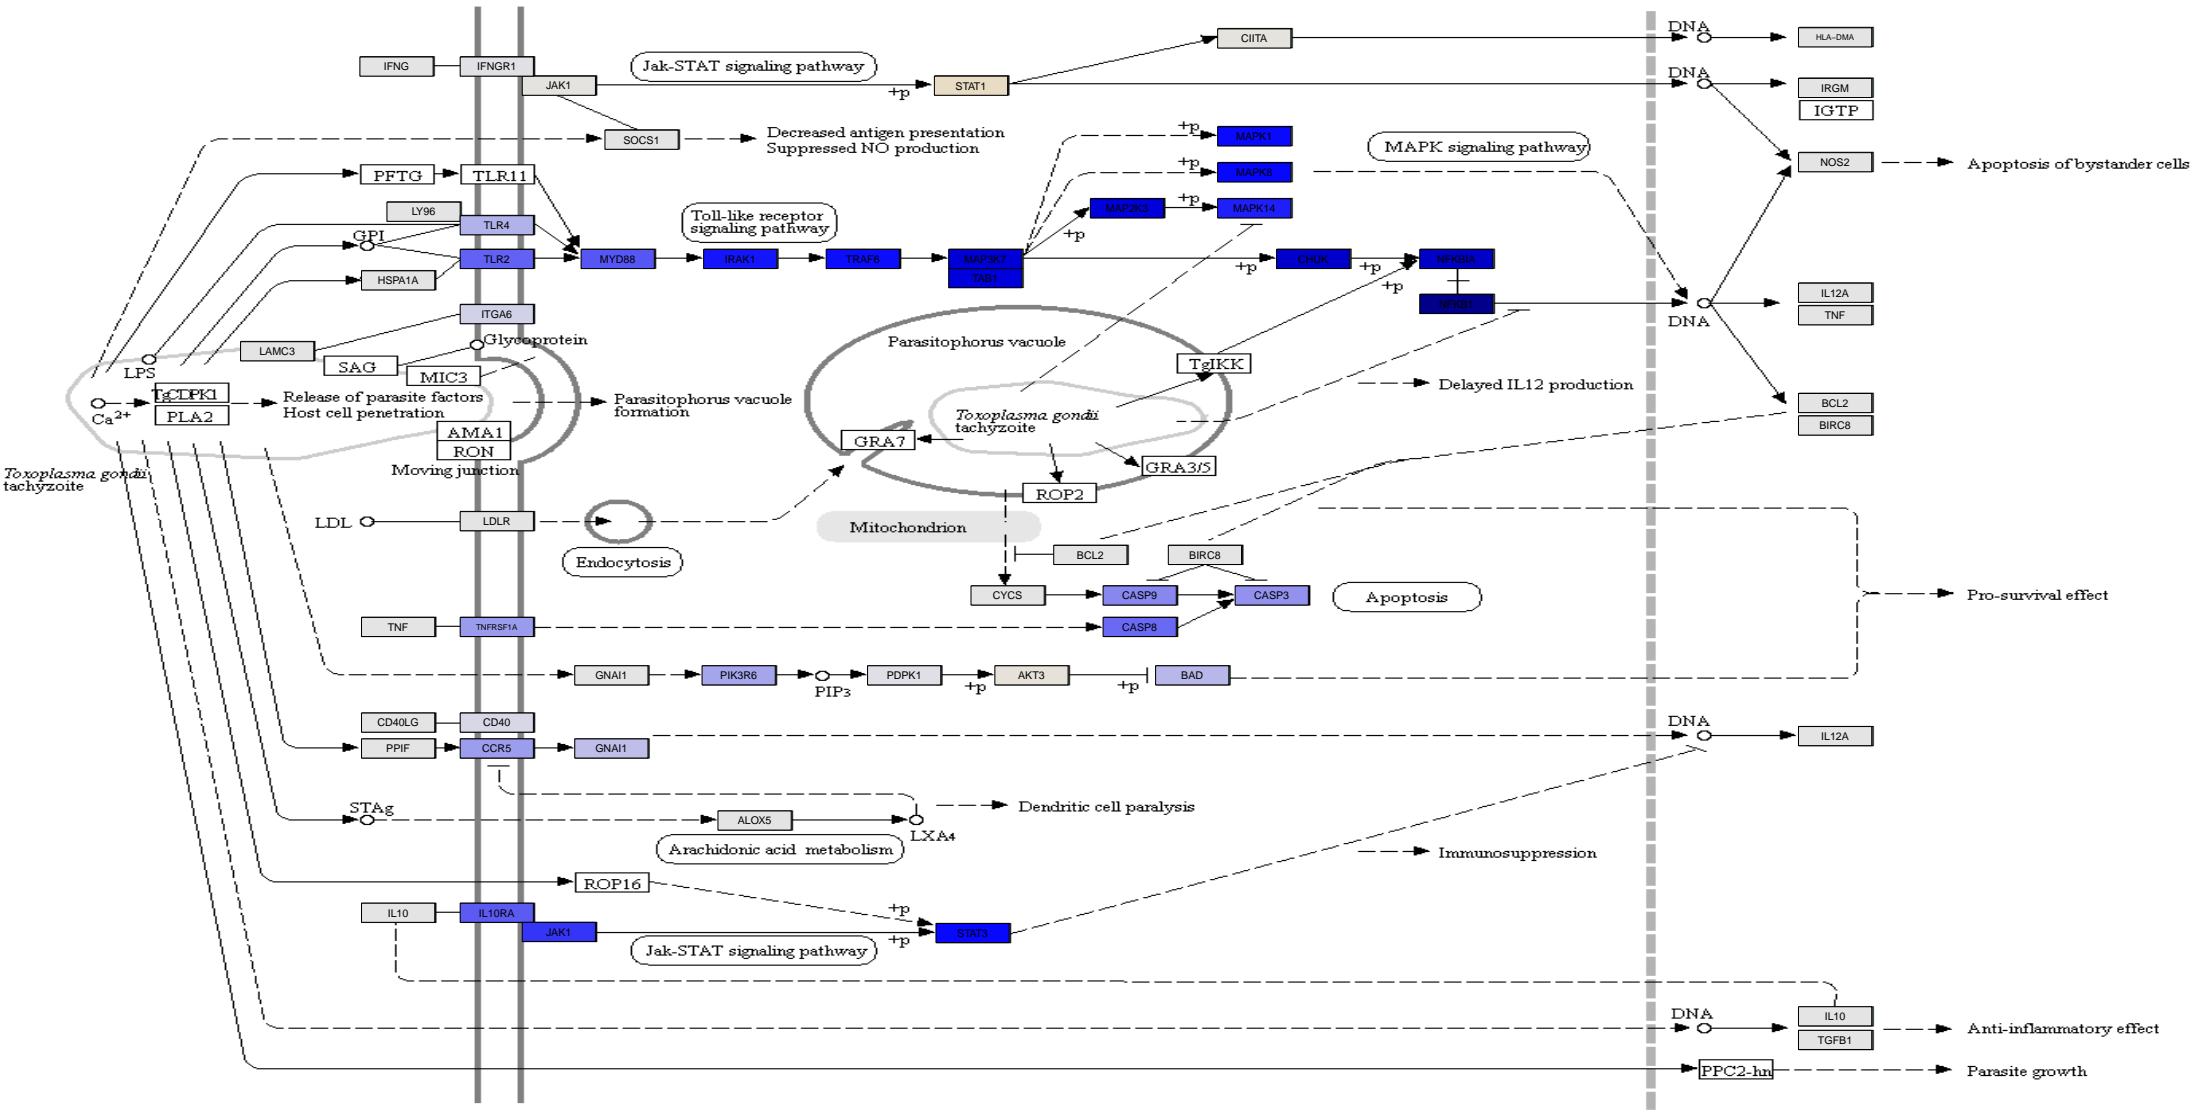 DNA
CIITA
HLA-DMA
IFNG
IFNGR1
Jak-STAT signaling pathway
JAK1
+p
STAT1
DNA
IRGM
IGTP
SOCS1
Decreased antigen presentation
Suppressed NO production
+p
MAPK1
MAPK signaling pathway
NOS2
Apoptosis of bystander cells
PFTG
TLR11
+p
MAPK8
LY96
TLR4
Toll-like receptor
signaling pathway
MAP2K3
+p
MAPK14
+p
GPI
TLR2
MYD88
IRAK1
TRAF6
MAP3K7
TAB1
+p
CHUK
+p
NFKBIA
+p
HSPA1A
NFKB1
DNA
IL12A
TNF
ITGA6
LAMC3
Glycoprotein
SAG
MIC3
Parasitophorus vacuole
TgIKK
LPS
TgCDPK1
PLA2
Ca2+
Release of parasite factors
Host cell penetration
Parasitophorus vacuole
formation
Delayed IL12 production
Toxoplasma gondii
tachyzoite
BCL2
BIRC8
AMA1
RON
Moving junction
GRA7
GRA3/5
ROP2
Toxoplasma gondii
tachyzoite
LDL
LDLR
Endocytosis
Mitochondrion
BCL2
BIRC8
CYCS
CASP9
CASP3
Apoptosis
Pro-survival effect
TNF
TNFRSF1A
CASP8
GNAI1
PIK3R6
PIP3
PDPK1
+p
AKT3
+p
BAD
CD40LG
CD40
PPIF
CCR5
GNAI1
DNA
IL12A
STAg
ALOX5
LXA4
Dendritic cell paralysis
Arachidonic acid metabolism
Immunosuppression
ROP16
+p
IL10
IL10RA
JAK1
+p
STAT3
Jak-STAT signaling pathway
DNA
IL10
TGFB1
Anti-inflammatory effect
PPC2-hn
Parasite growth